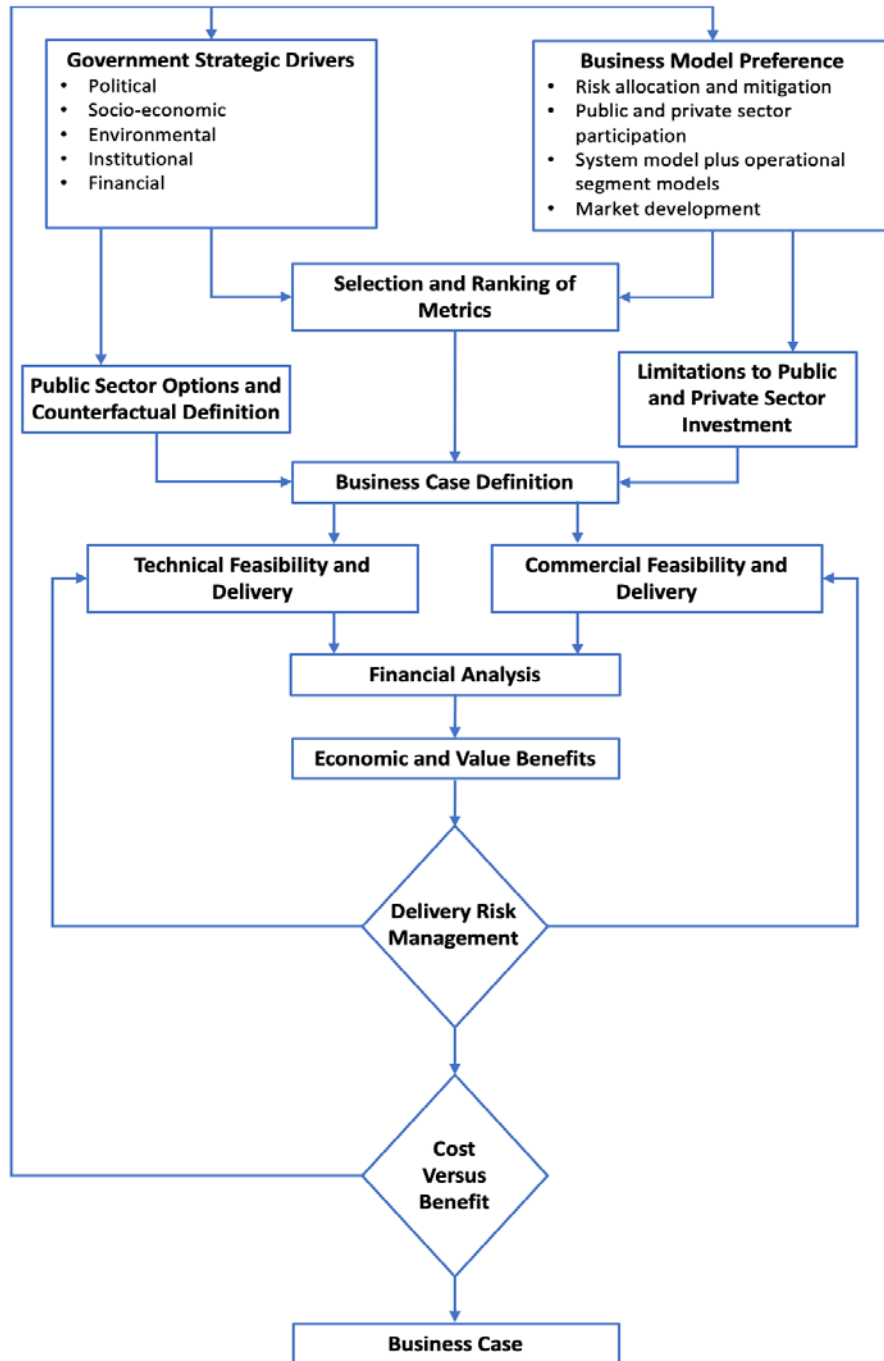 Government Strategic Drivers
• Political
• Socio-economic
• Environmental
• Institutional
• Financial
Business Model Preference
• Risk allocation and mitigation
• Public and private sector
participation
• System model plus operational
segment models
• Market development
Selection and Ranking of
Metrics
Public Sector Options and
Counterfactual Definition
Limitations to Public
and Private Sector
Investment
Business Case Definition
Technical Feasibility and
Delivery
Commercial Feasibility and
Delivery
Financial Analysis
Economic and Value Benefits
Delivery Risk
Management
Cost
Versus
Benefit
Business Case